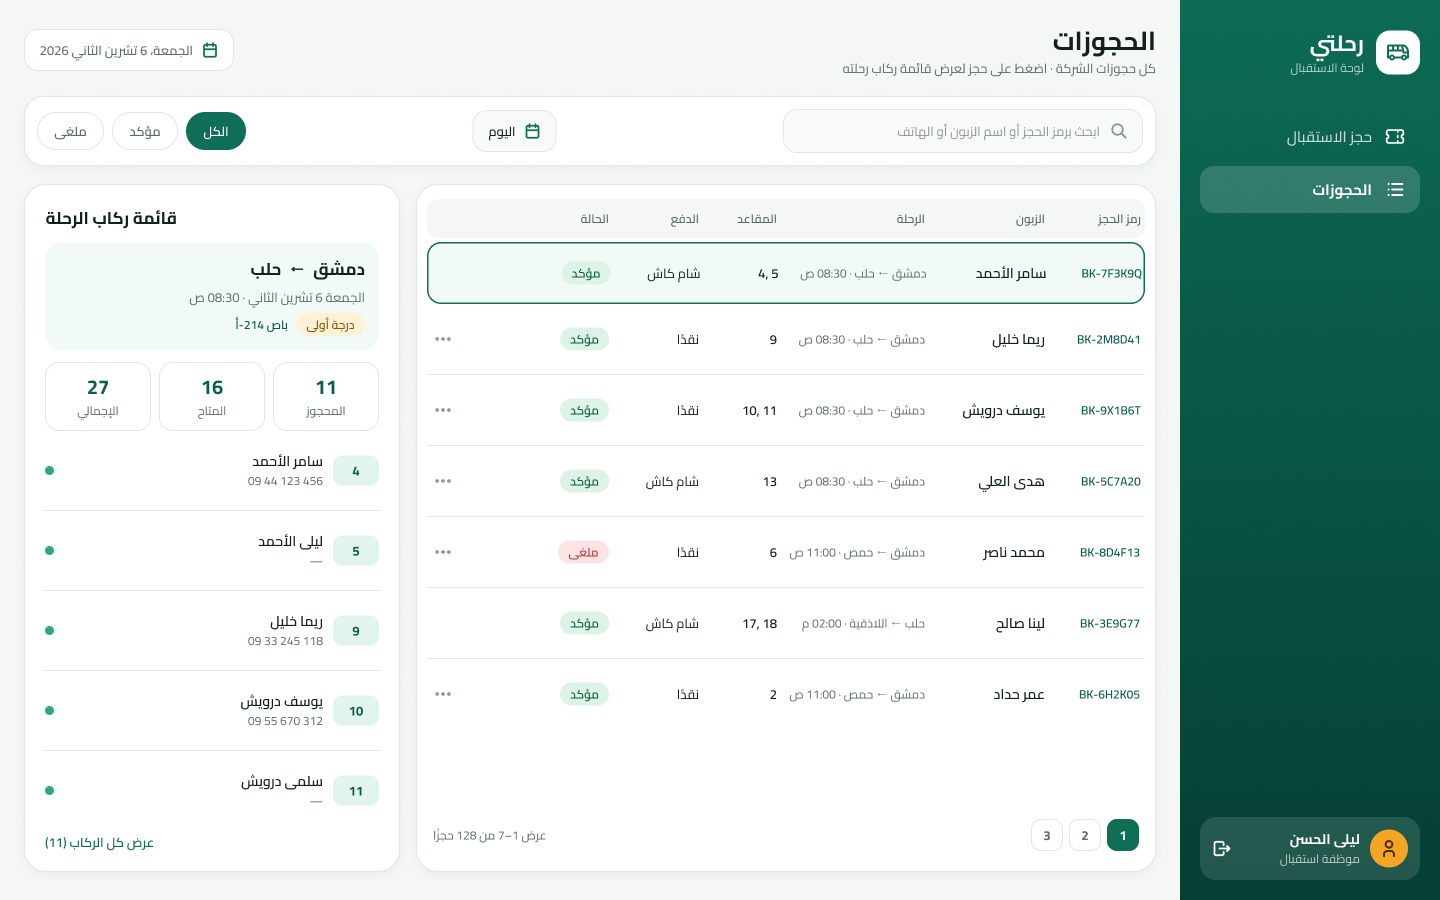 رحلتي
لوحة الاستقبال
حجز الاستقبال
الحجوزات
ليلى الحسن
موظفة استقبال
الحجوزات
كل حجوزات الشركة · اضغط على حجز لعرض قائمة ركاب رحلته
الجمعة، 6 تشرين الثاني 2026
ابحث برمز الحجز أو اسم الزبون أو الهاتف
اليوم
الكل
مؤكد
ملغى
رمز الحجز الزبون الرحلة المقاعد الدفع الحالة
BK-7F3K9Q سامر الأحمد دمشق ← حلب · 08:30 ص 4, 5 شام كاش مؤكد
BK-2M8D41 ريما خليل دمشق ← حلب · 08:30 ص 9 نقدًا مؤكد
BK-9X1B6T يوسف درويش دمشق ← حلب · 08:30 ص 10, 11 نقدًا مؤكد
BK-5C7A20 هدى العلي دمشق ← حلب · 08:30 ص 13 شام كاش مؤكد
BK-8D4F13 محمد ناصر دمشق ← حمص · 11:00 ص 6 نقدًا ملغى
BK-3E9G77 لينا صالح حلب ← اللاذقية · 02:00 م 17, 18 شام كاش مؤكد
BK-6H2K05 عمر حداد دمشق ← حمص · 11:00 ص 2 نقدًا مؤكد
1 2 3
عرض 1–7 من 128 حجزًا
قائمة ركاب الرحلة
دمشق ← حلب
الجمعة 6 تشرين الثاني · 08:30 ص
درجة أولى باص 214-أ
11 16 27
المحجوز المتاح الإجمالي
4 سامر الأحمد
09 44 123 456
5 ليلى الأحمد
—
9 ريما خليل
09 33 245 118
10 يوسف درويش
09 55 670 312
11 سلمى درويش
—
عرض كل الركاب (11)